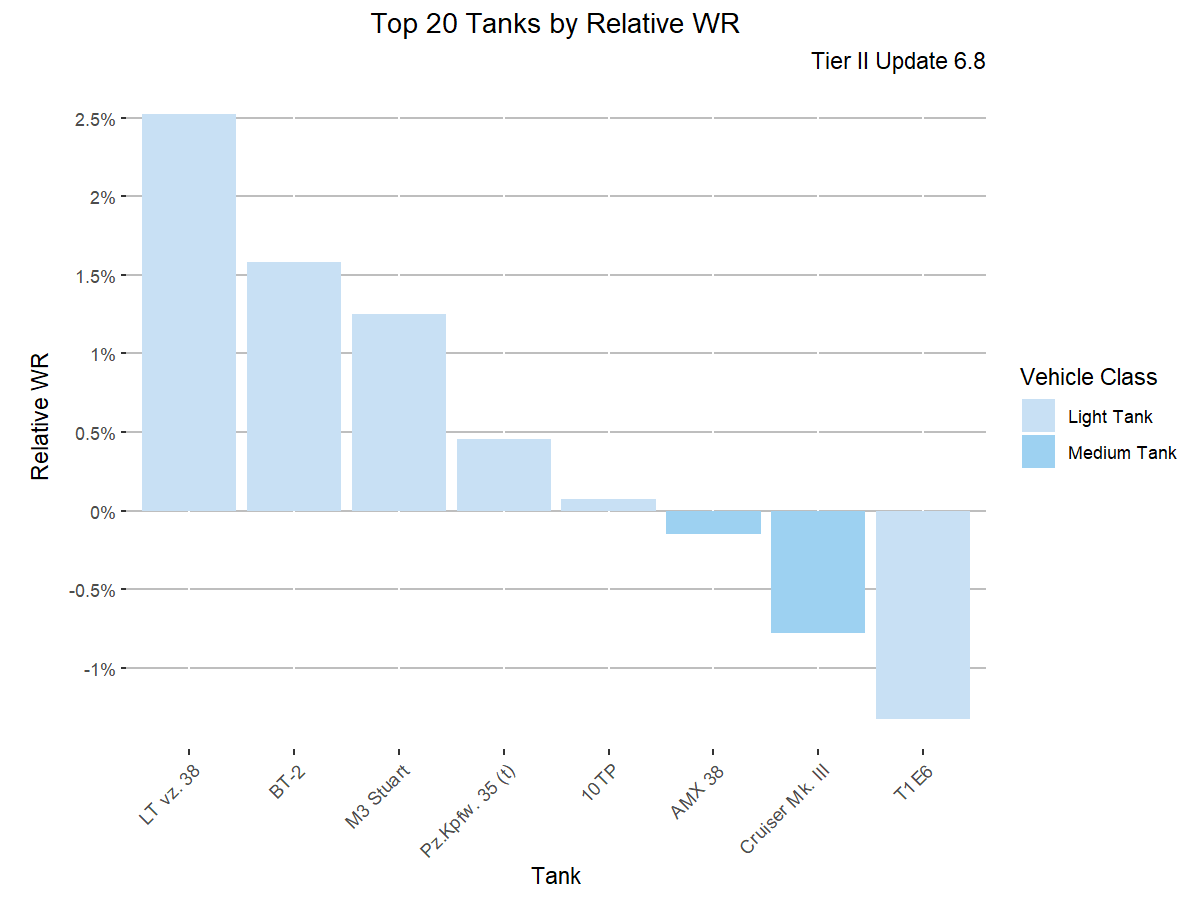 Top 20 Tanks by Relative WR
Tier II Update 6.8
2.5%
2%
1.5%
1%
0.5%
0%
-0.5%
-1%
Relative WR
LT vz. 38
BT-2
M3 Stuart
Pz.Kpfw. 35 (t)
10TP
AMX 38
Cruiser Mk. III
T1E6
Tank
Vehicle Class
Light Tank
Medium Tank